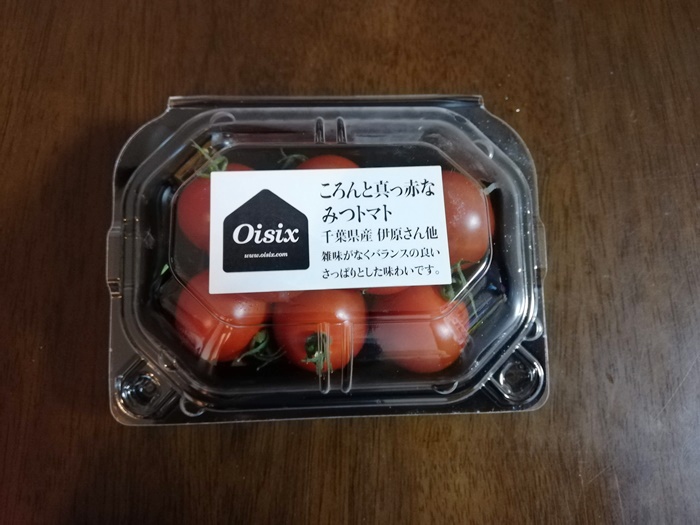 Oisix
www.oisix.com
ころんと真っ赤な
みつトマト
千葉県産 伊原さん他
雑味がなくバランスの良い
さっぱりとした味わいです。